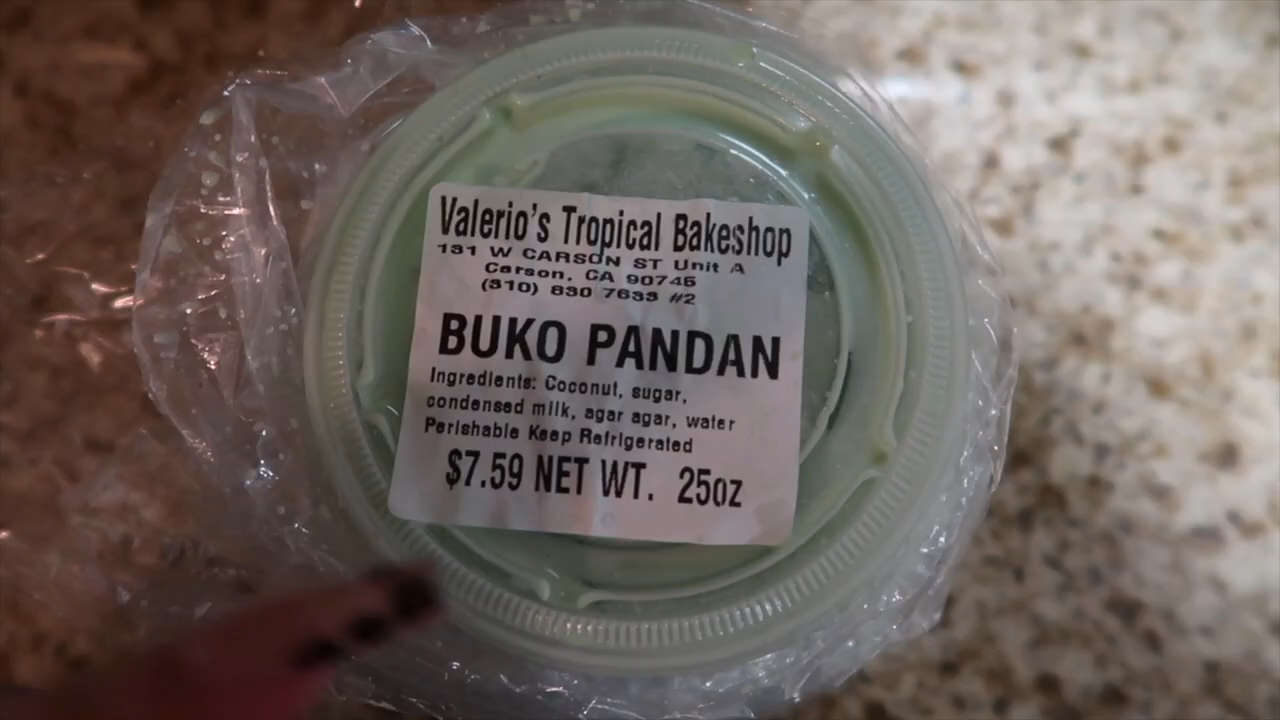 Valerio's Tropical Bakeshop
131 W CARSON ST Unit A
Carson, CA 90745
(310) 830 7633 #2
BUKO PANDAN
Ingredients: Coconut, sugar,
condensed milk, agar agar, water
Perishable Keep Refrigerated
$7.59 NET WT. 25oz